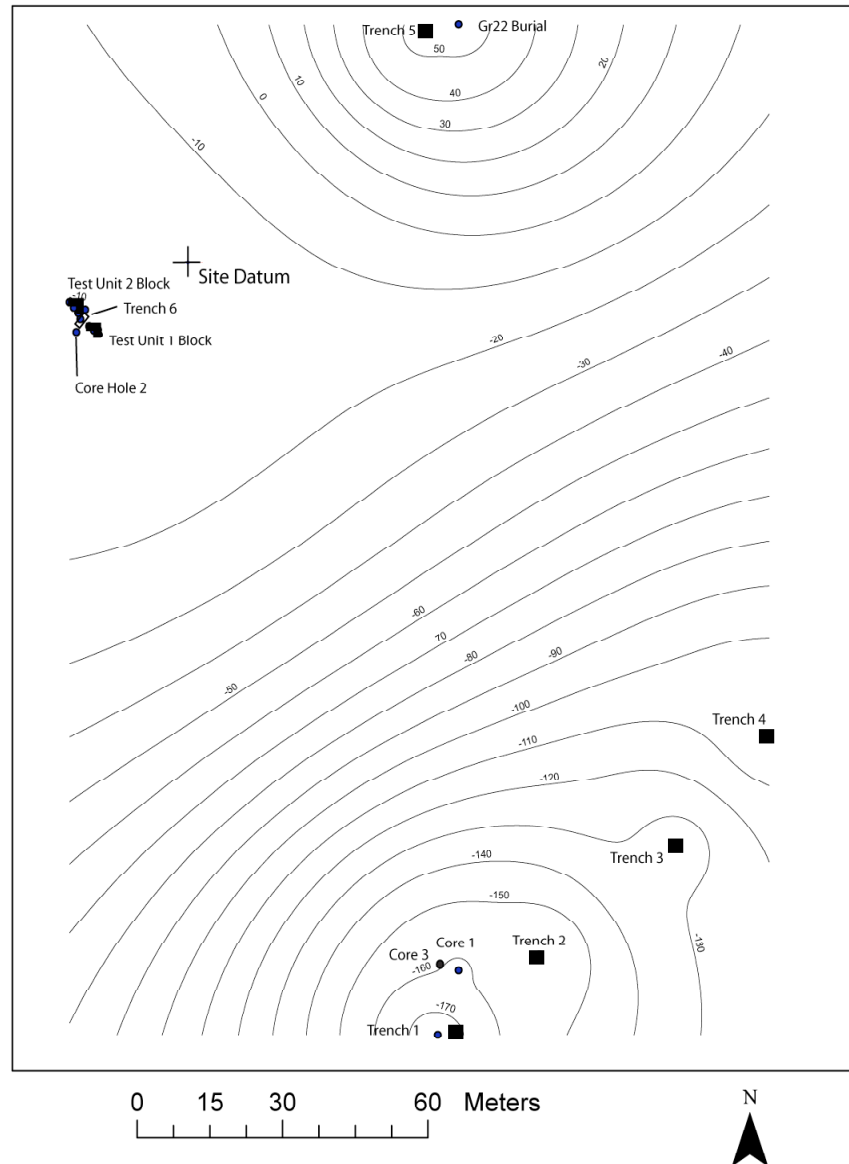 Trench 5
Gr22 Burial
50
40
30
20
10
0
-10
Site Datum
Test Unit 2 Block
-10
Trench 6
Test Unit 1 Block
Core Hole 2
-20
-30
-40
-60
70
-80
-90
-50
-100
-110
Trench 4
-120
Trench 3
-140
-150
-130
Core 1
Trench 2
Core 3
-160
-170
Trench 1
0 15 30 60 Meters
N